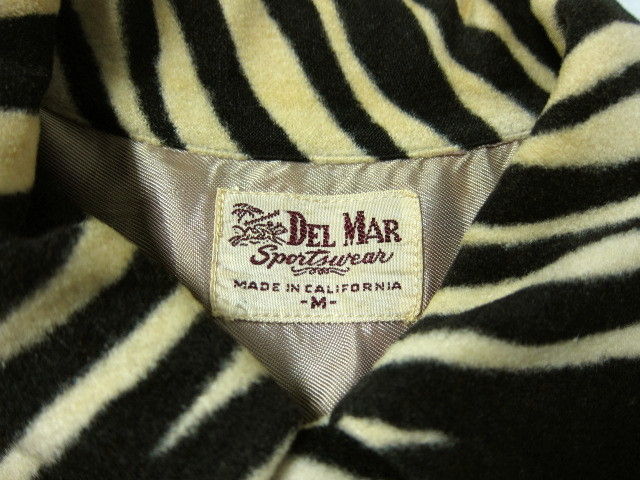 DEL MAR
Sportswear
MADE IN CALIFORNIA
-M-